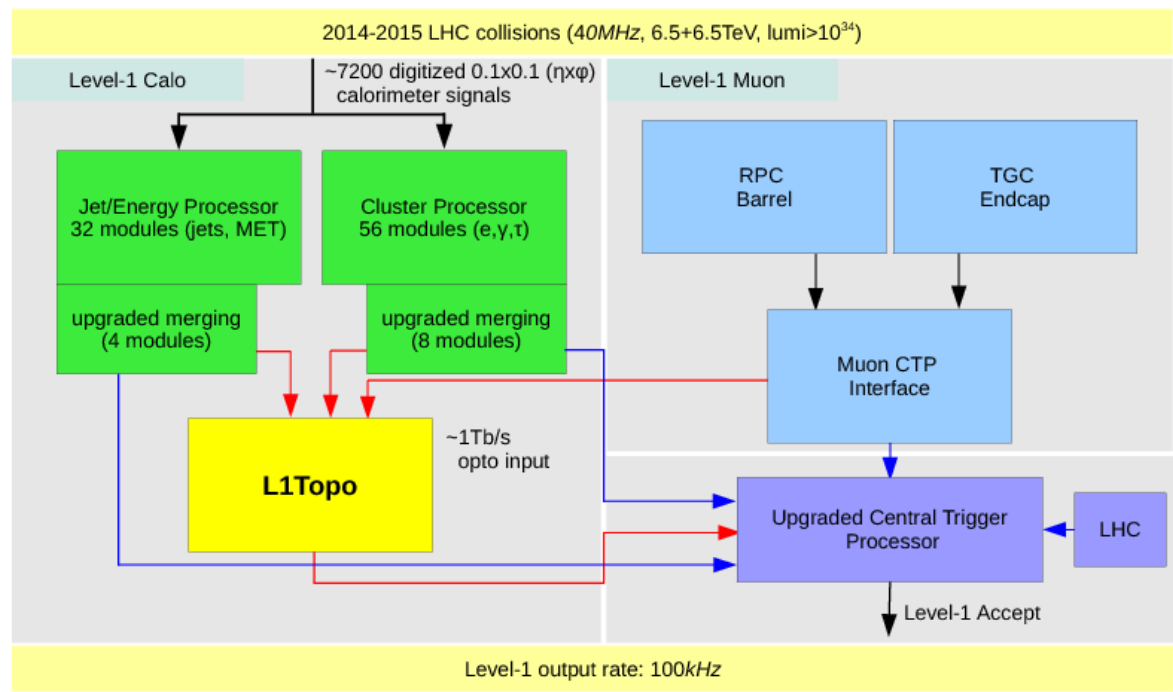 2014-2015 LHC collisions (40MHz, 6.5+6.5TeV, lumi>10³⁴)
Level-1 Calo
~7200 digitized 0.1x0.1 (ηxφ)
calorimeter signals
Level-1 Muon
Jet/Energy Processor
32 modules (jets, MET)
Cluster Processor
56 modules (e,γ,τ)
RPC
Barrel
TGC
Endcap
upgraded merging
(4 modules)
upgraded merging
(8 modules)
Muon CTP
Interface
L1Topo
~1Tb/s
opto input
Upgraded Central Trigger
Processor
LHC
Level-1 Accept
Level-1 output rate: 100kHz